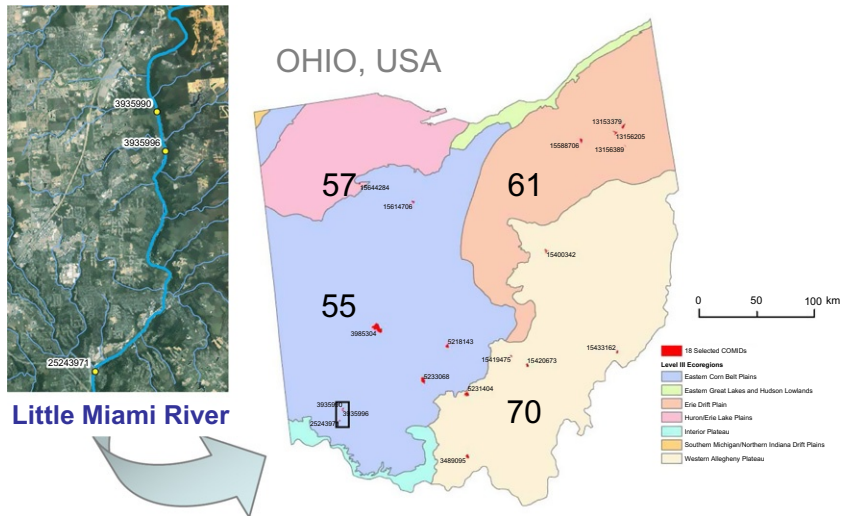 3935990
3935996
25243971
Little Miami River
OHIO, USA
13153379
13156205
15588706
13156389
57
61
15644284
15614706
15400342
55
3985304
5218143
15433162
15419475
15420673
5233068
5231404
3935990
3935996
70
3489095
0 50 100 km
18 Selected COMIDs
Level III Ecoregions
Eastern Corn Belt Plains
Eastern Great Lakes and Hudson Lowlands
Erie Drift Plain
Huron/Erie Lake Plains
Interior Plateau
Southern Michigan/Northern Indiana Drift Plains
Western Allegheny Plateau